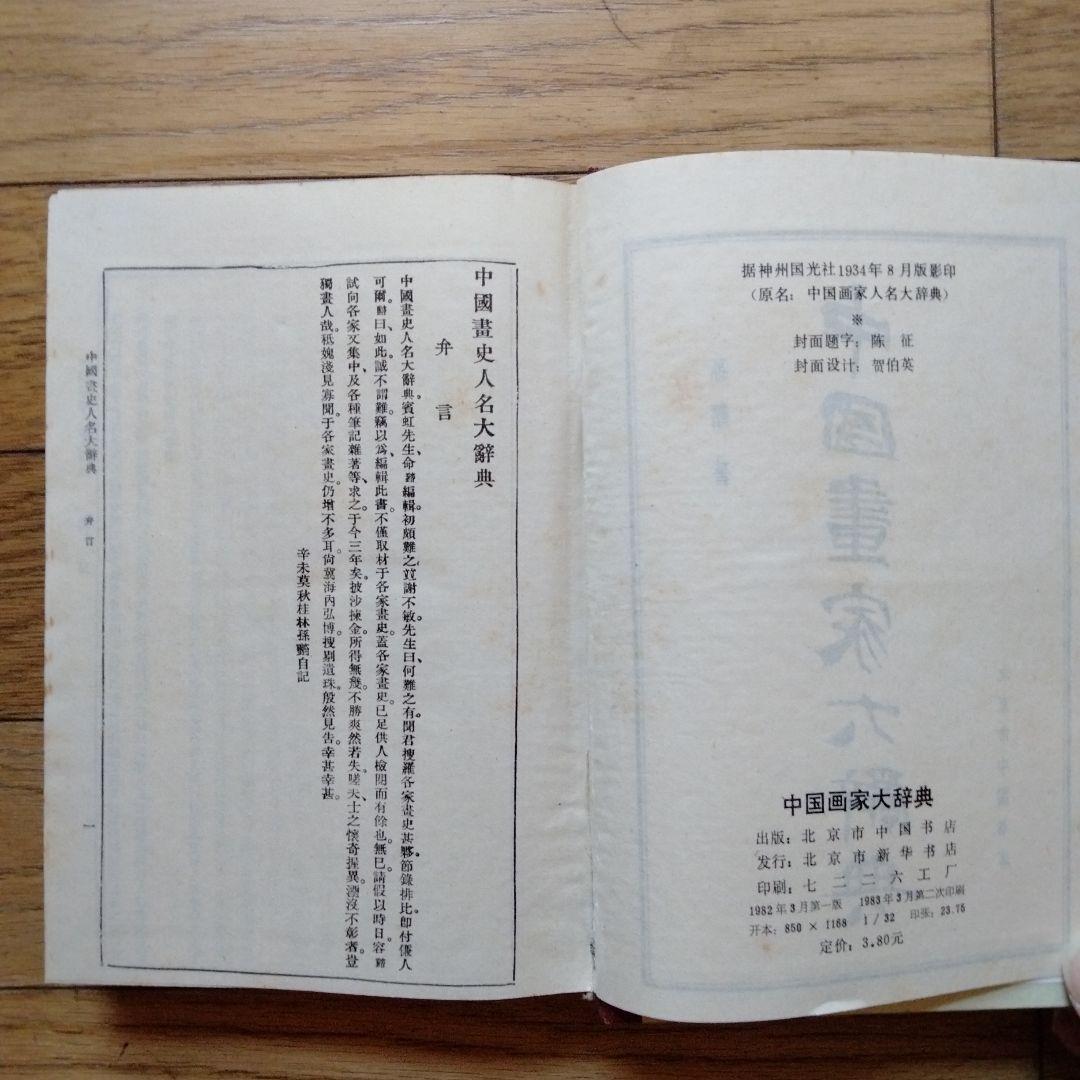 据神州国光社1934年8月版影印
（原名：中国画家人名大辞典）
※
封面题字：陈 征
封面设计：贺伯英
中国画家大辞典
出版：北京市中国书店
发行：北京市新华书店
印刷：七二二六工厂
1982年3月第一版 1983年3月第二次印刷
开本：850×1168 1/32 印张：23.75
定价：3.80元
中國畫史人名大辭典
弁言
中國畫史人名大辭典賓虹先生命編輯。初頗難之並謝不敏先生曰、何難之有。聞君搜羅各家畫史甚夥。節錄排比卽付僟人
可爾。曰、如此、誠不謂難。竊以爲編輯此書。不僅取材于各家畫史。蓋各家畫史。已足供人檢閱而有餘也。無已。請假以時日。容
試向各家文集中、及各種筆記雜著等、求之。于今三年矣。披沙揀金。所得無幾。不勝爽然若失。嗟夫。士之懷奇握異。湮沒不彰者。豈
獨畫人哉。祗媿淺見寡聞。于各家畫史。仍增不多耳。尙冀海內弘博。搜剔遺珠。殷然見吿。幸甚幸甚。
辛未莫秋桂林孫自記
中國畫史人名大辭典 弁言
一